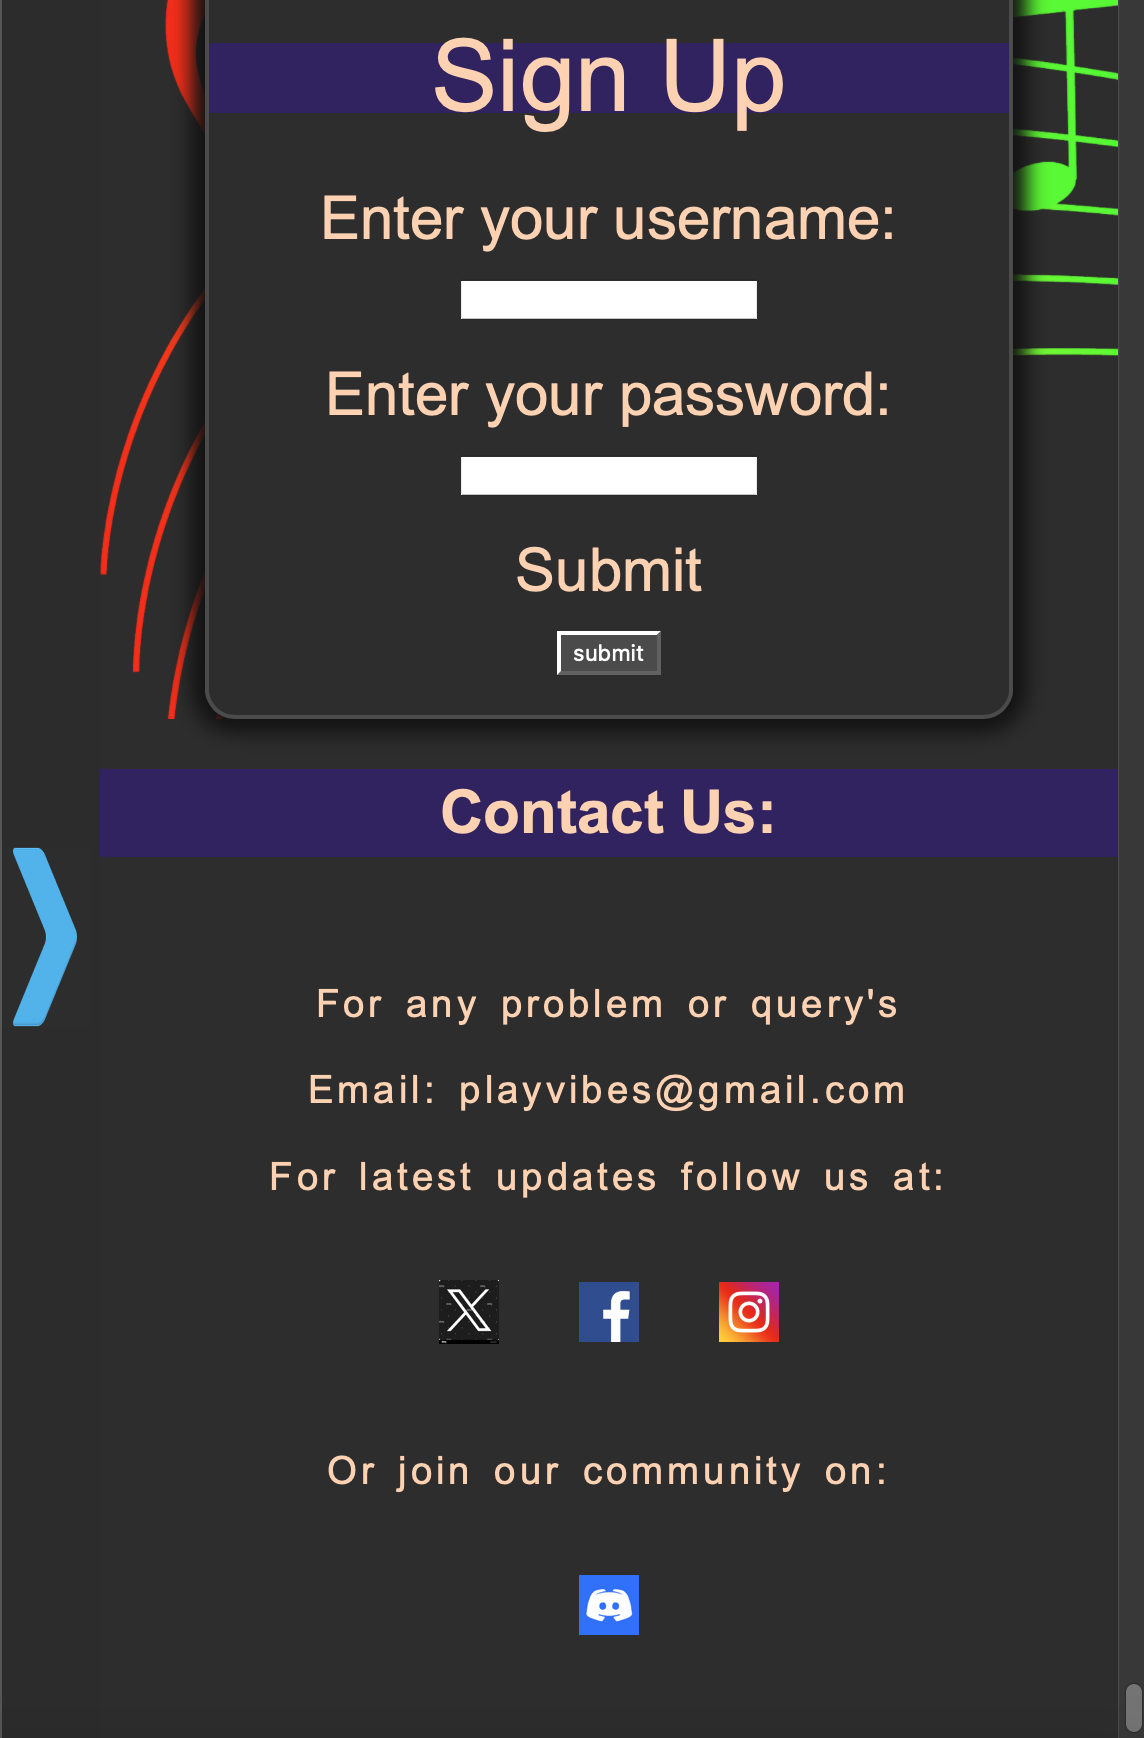 Sign Up
Enter your username:
Enter your password:
Submit
submit
Contact Us:
For any problem or query's
Email: playvibes@gmail.com
For latest updates follow us at:
Or join our community on: